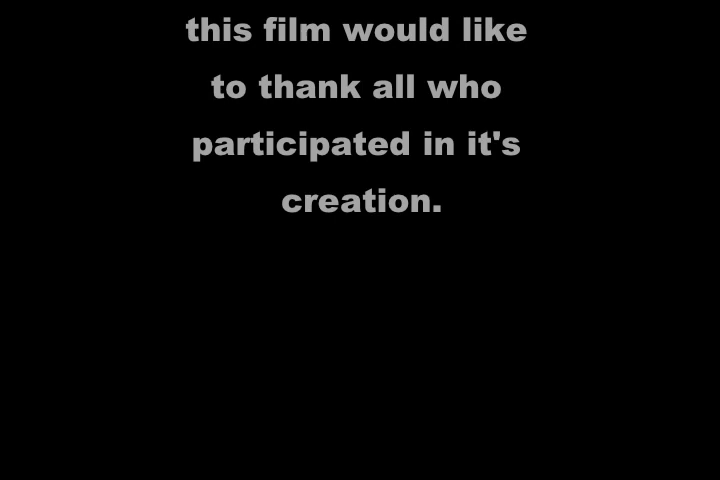 this film would like
to thank all who
participated in it's
creation.